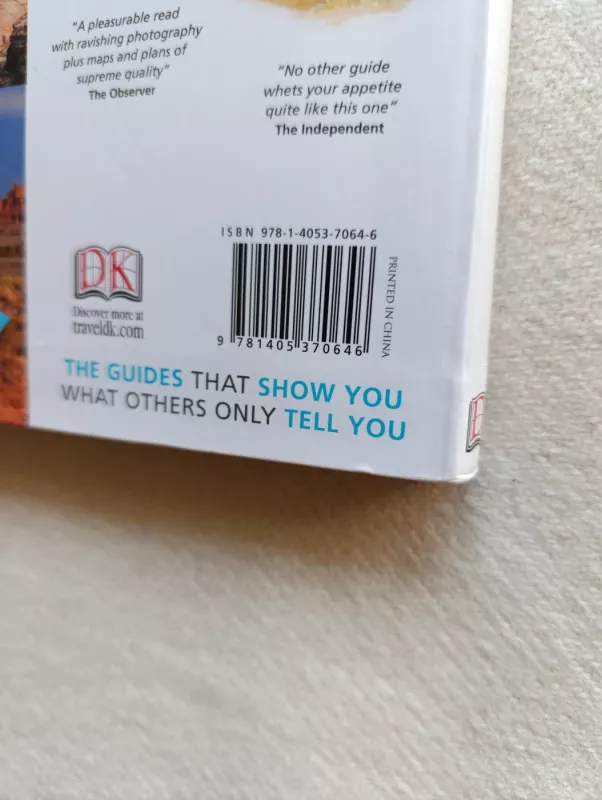 "A pleasurable read
with ravishing photography
plus maps and plans of
supreme quality"
The Observer
"No other guide
whets your appetite
quite like this one"
The Independent
ISBN 978-1-4053-7064-6
9 781405 370646
PRINTED IN CHINA
DK
Discover more at
traveldk.com
THE GUIDES THAT SHOW YOU
WHAT OTHERS ONLY TELL YOU